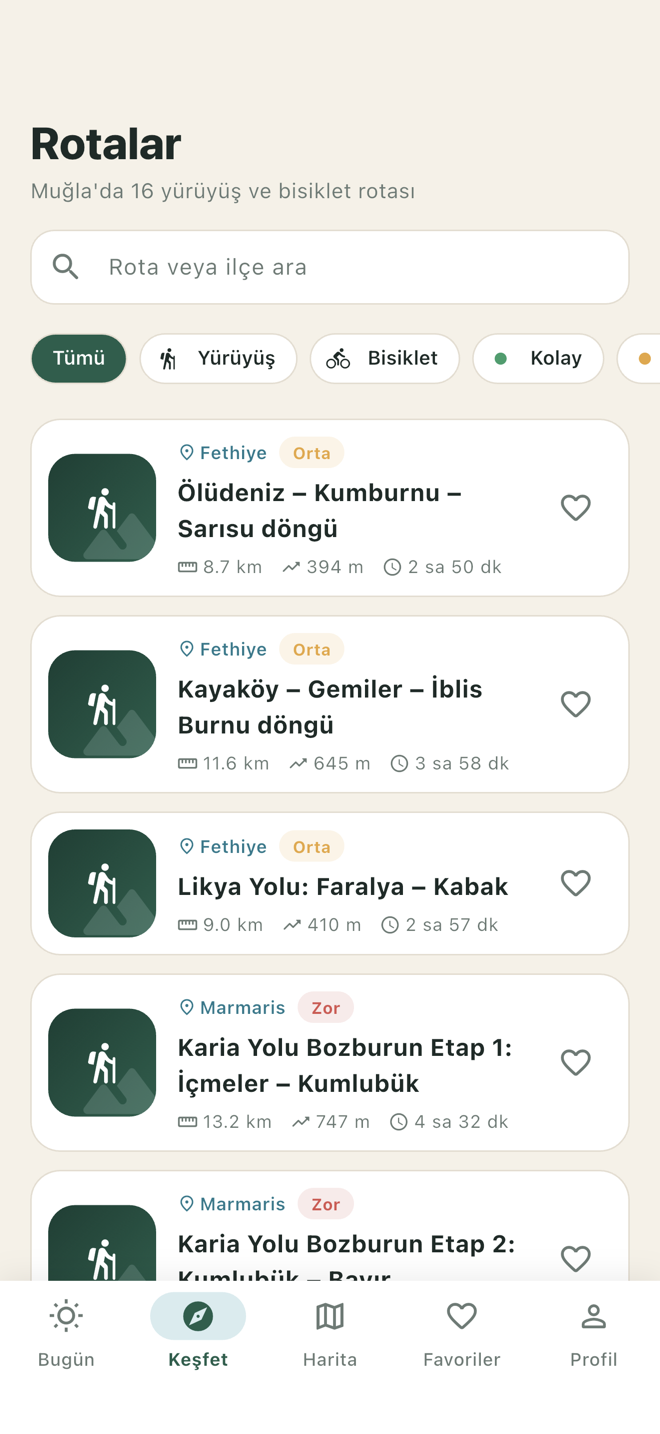 Rotalar
Muğla'da 16 yürüyüş ve bisiklet rotası
Rota veya ilçe ara
Tümü Yürüyüş Bisiklet Kolay
Fethiye Orta
Ölüdeniz – Kumburnu –
Sarısu döngü
8.7 km 394 m 2 sa 50 dk
Fethiye Orta
Kayaköy – Gemiler – İblis
Burnu döngü
11.6 km 645 m 3 sa 58 dk
Fethiye Orta
Likya Yolu: Faralya – Kabak
9.0 km 410 m 2 sa 57 dk
Marmaris Zor
Karia Yolu Bozburun Etap 1:
İçmeler – Kumlubük
13.2 km 747 m 4 sa 32 dk
Marmaris Zor
Karia Yolu Bozburun Etap 2:
Kumlubük – Bayır
Bugün Keşfet Harita Favoriler Profil